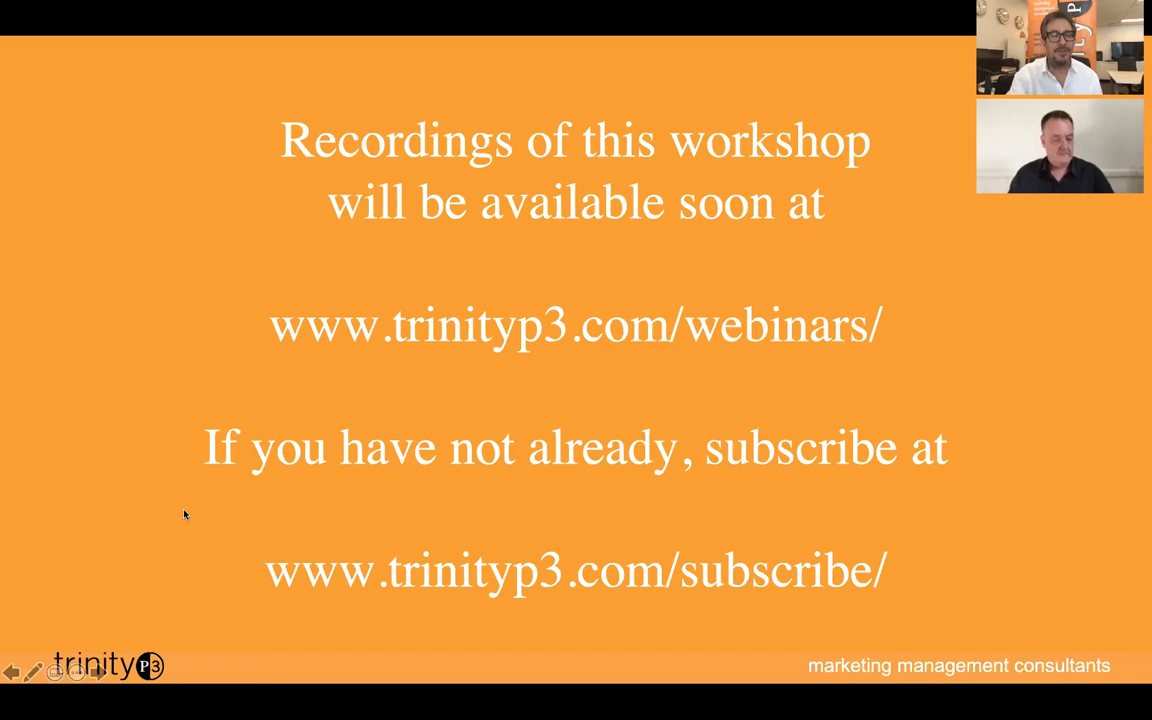 Recordings of this workshop
will be available soon at
www.trinityp3.com/webinars/
If you have not already, subscribe at
www.trinityp3.com/subscribe/
trinity P3
marketing management consultants